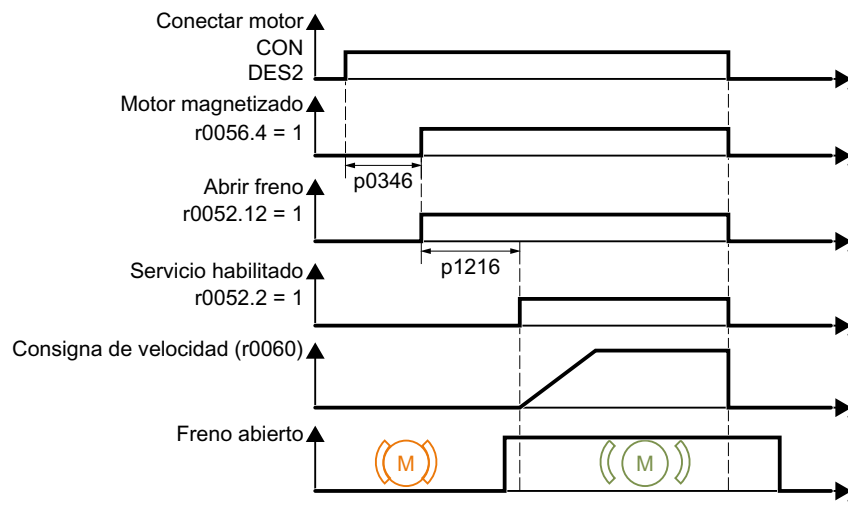 Conectar motor
CON
DES2
t
Motor magnetizado
r0056.4 = 1
t
p0346
Abrir freno
r0052.12 = 1
t
p1216
Servicio habilitado
r0052.2 = 1
t
Consigna de velocidad (r0060)
t
Freno abierto
M
M
t